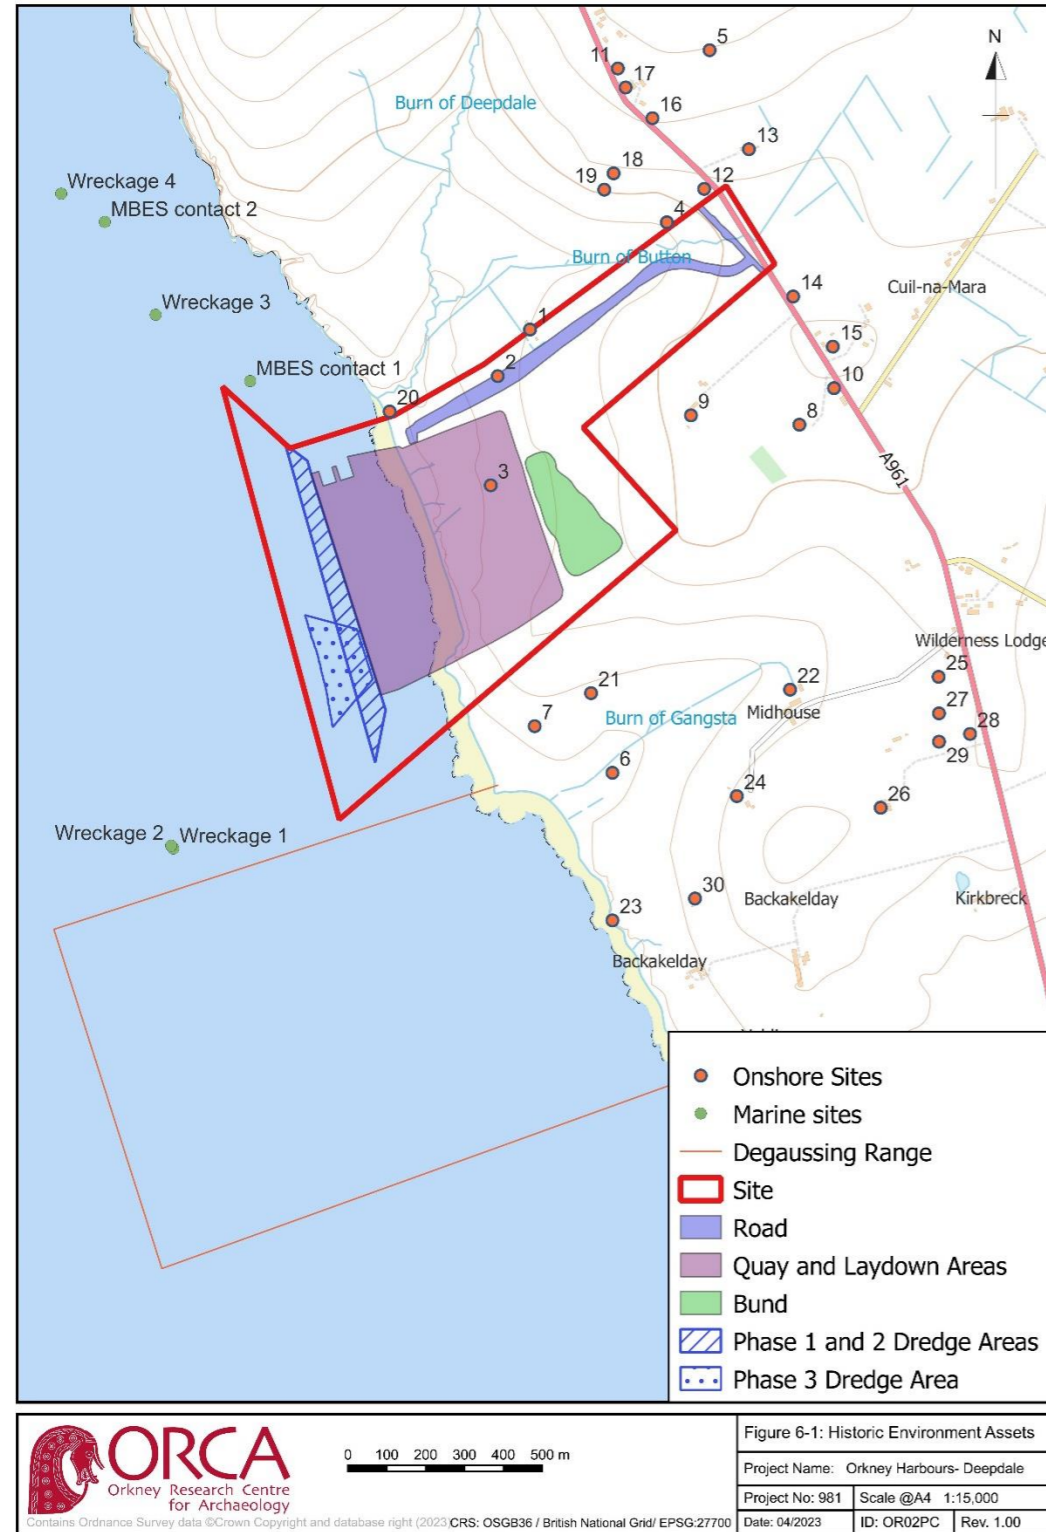 N
5
11
17
Burn of Deepdale
16
13
18
19
12
Wreckage 4
MBES contact 2
4
Burn of Button
14
Cuil-na-Mara
Wreckage 3
1
15
MBES contact 1
2
10
20
9
8
A961
3
Wilderness Lodge
25
22
21
Midhouse
27
7
Burn of Gangsta
28
29
6
24
26
Wreckage 2
Wreckage 1
30
Backakelday
Kirkbreck
23
Backakelday
Onshore Sites
Marine sites
Degaussing Range
Site
Road
Quay and Laydown Areas
Bund
Phase 1 and 2 Dredge Areas
Phase 3 Dredge Area
ORCA
Orkney Research Centre
for Archaeology
0 100 200 300 400 500 m
Contains Ordnance Survey data ©Crown Copyright and database right (2023)
CRS: OSGB36 / British National Grid/ EPSG:27700
Figure 6-1: Historic Environment Assets
Project Name: Orkney Harbours- Deepdale
Project No: 981 Scale @A4 1:15,000
Date: 04/2023 ID: OR02PC Rev. 1.00